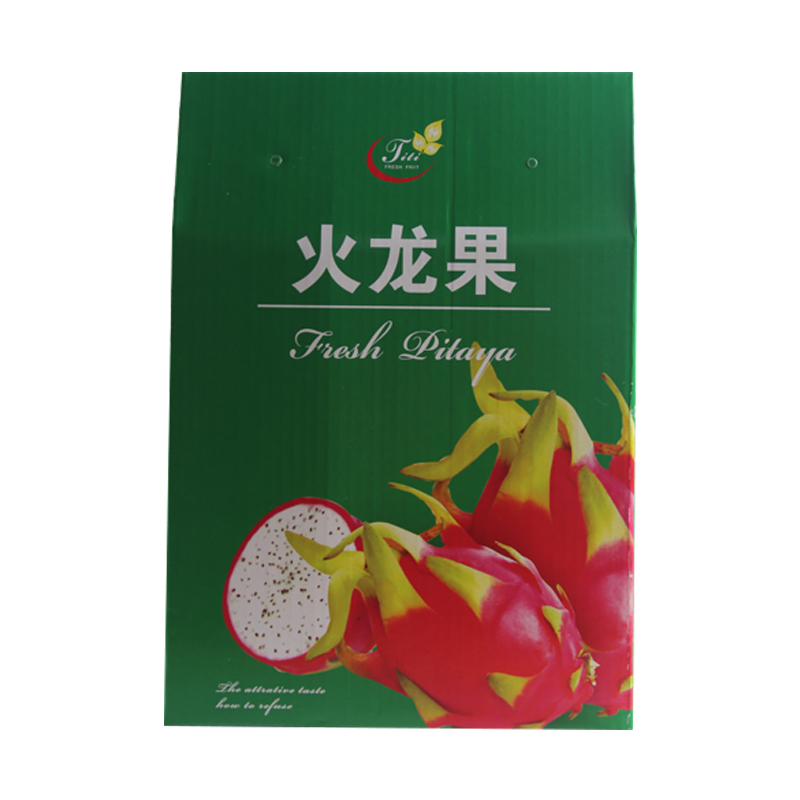 Titi
FRESH FRUIT
火龙果
Fresh Pitaya
The attrative taste
how to refuse